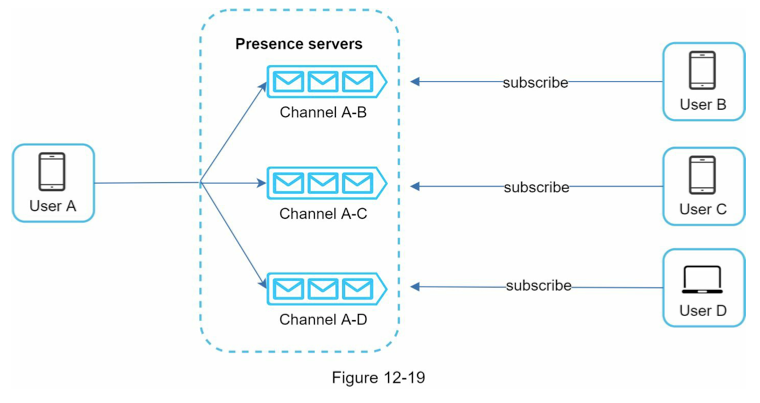 Presence servers
Channel A-B
subscribe
User B
User A
Channel A-C
subscribe
User C
Channel A-D
subscribe
User D
Figure 12-19